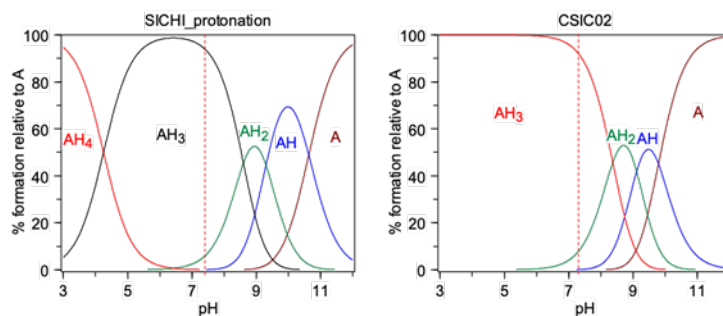 SICHI_protonation
% formation relative to A
100
80
60
40
20
0
AH4
AH3
AH2
AH
A
3
5
7
9
11
pH
CSIC02
% formation relative to A
100
80
60
40
20
0
AH3
AH2
AH
A
3
5
7
9
11
pH